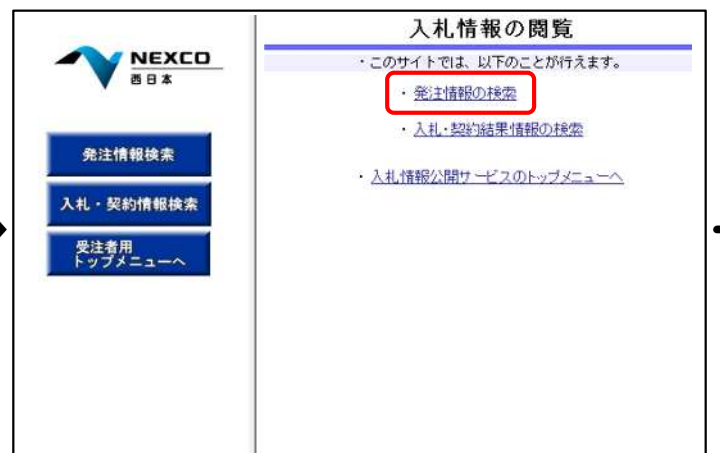 NEXCO
西日本
発注情報検索
入札・契約情報検索
受注者用
トップメニューへ
入札情報の閲覧
・このサイトでは、以下のことが行えます。
・発注情報の検索
・入札・契約結果情報の検索
・入札情報公開サービスのトップメニューへ